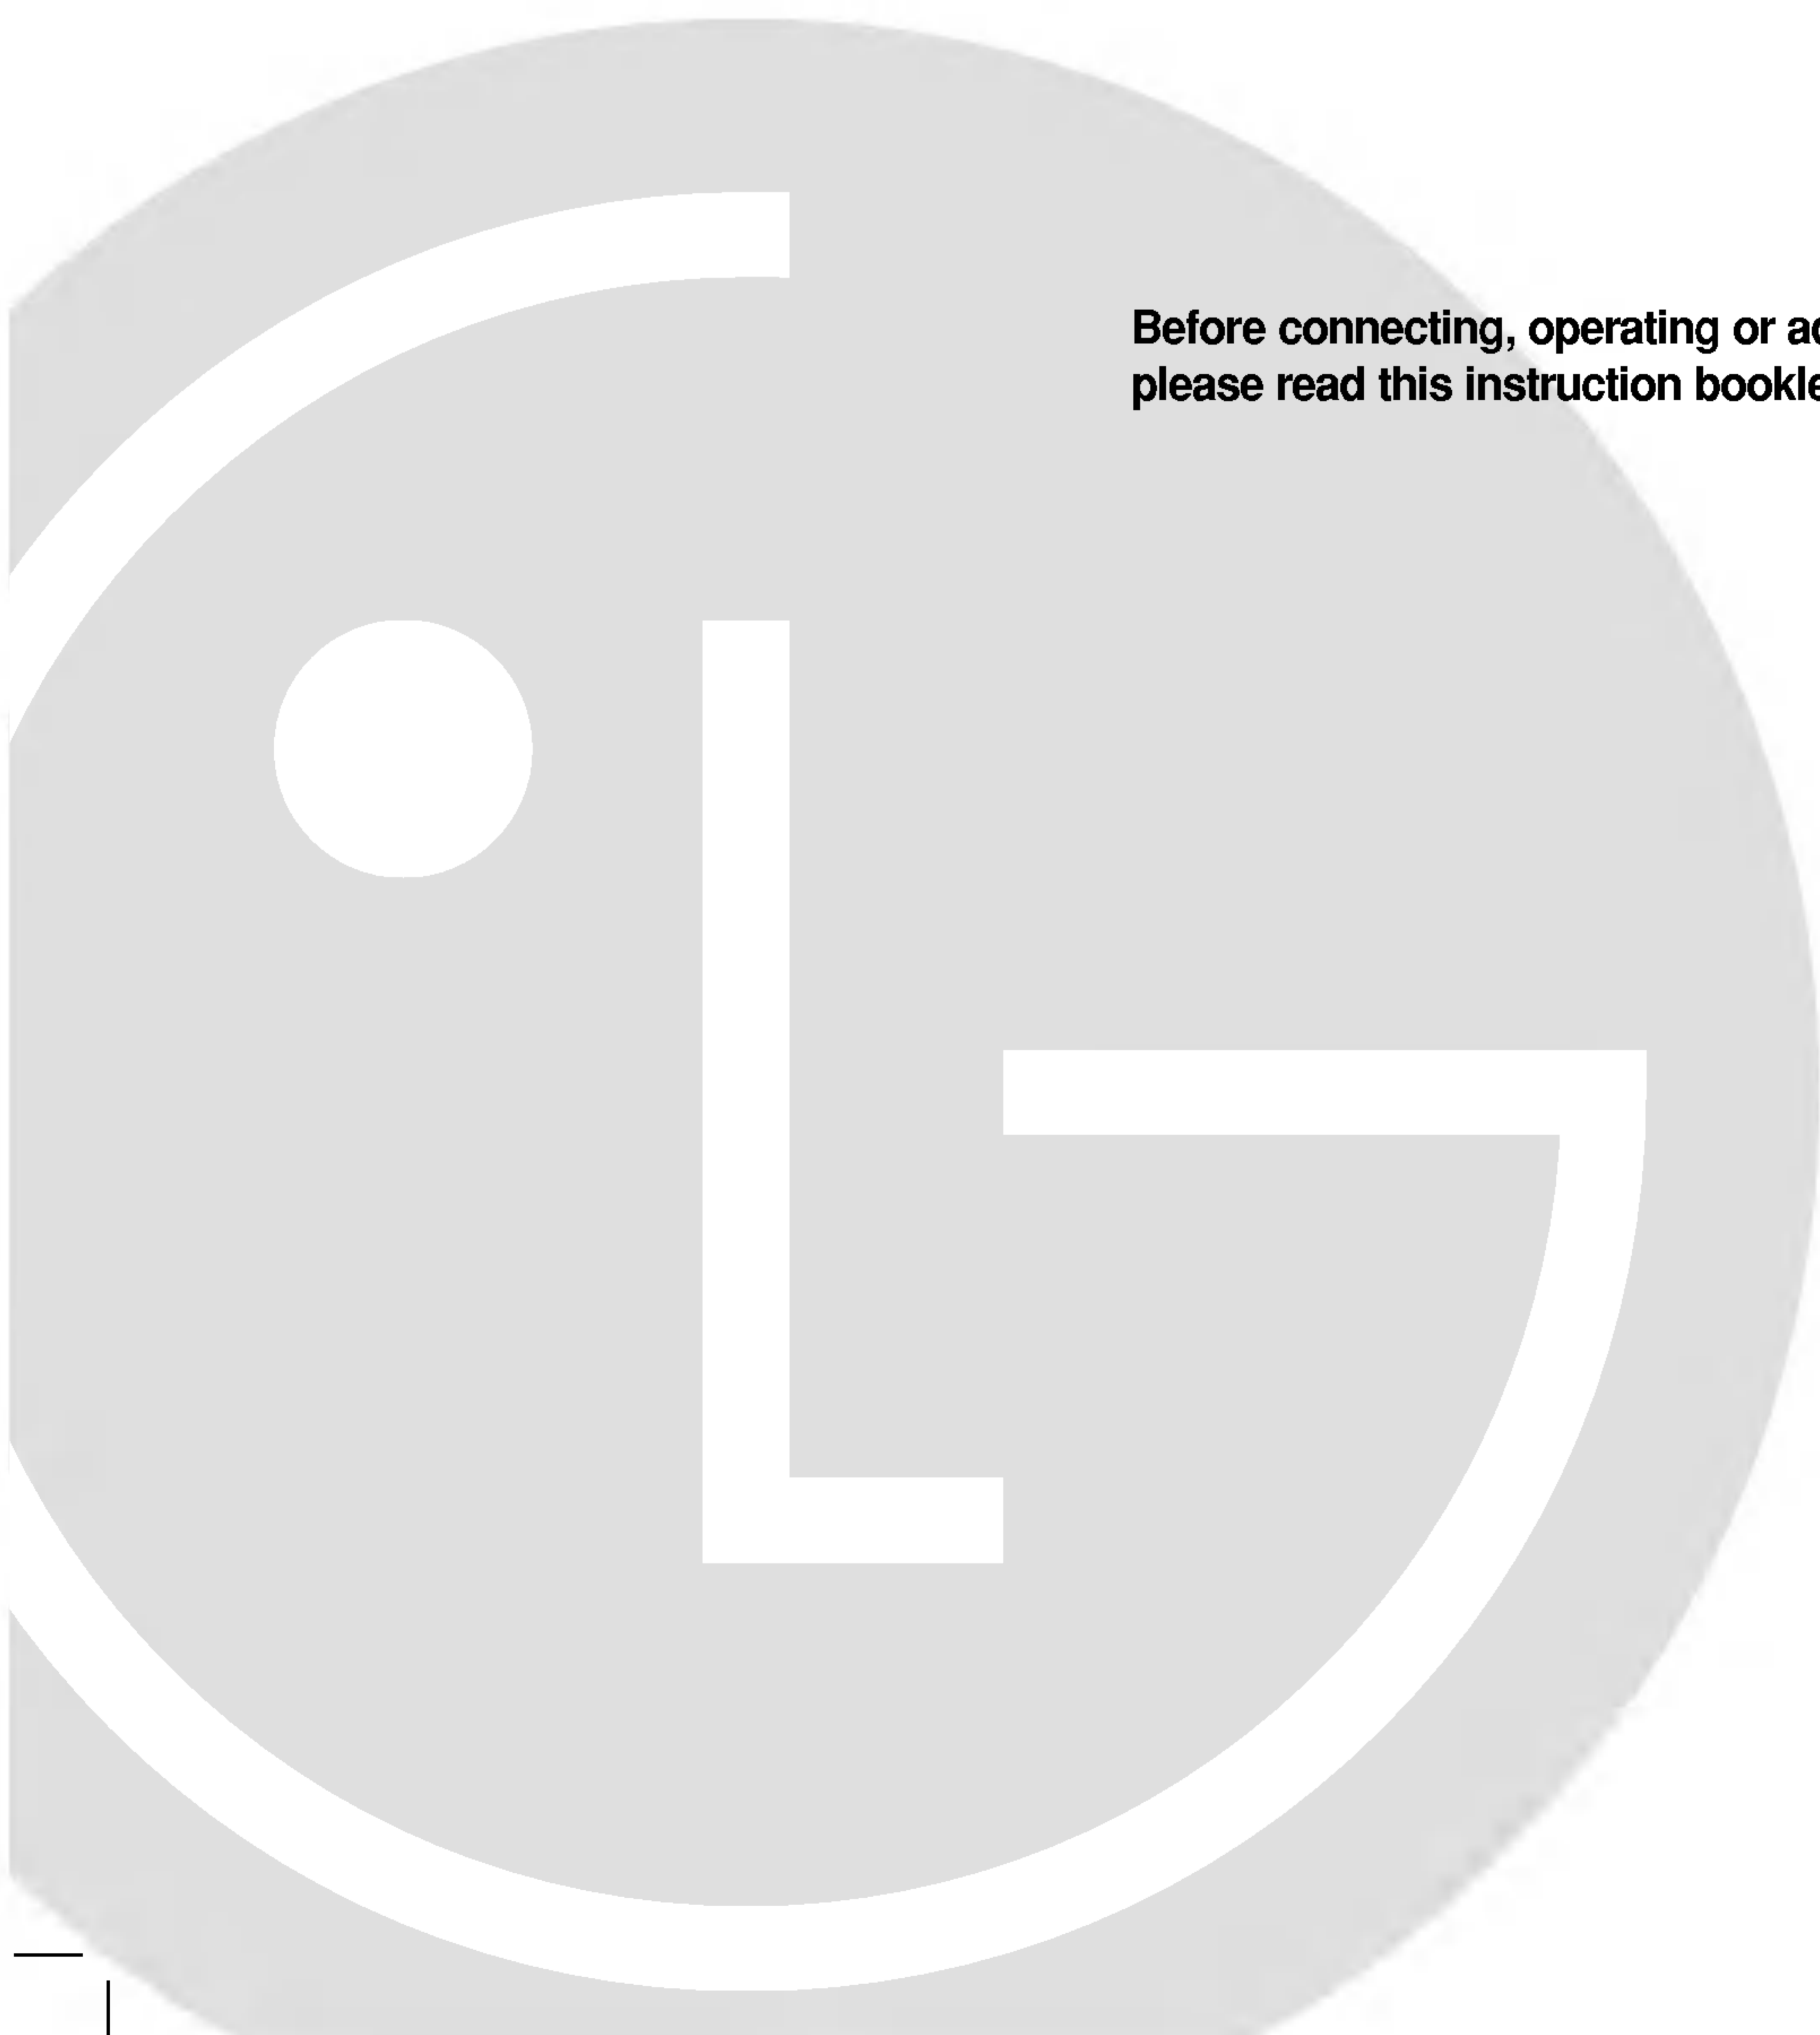 Before connecting, operating or
please read this instruction